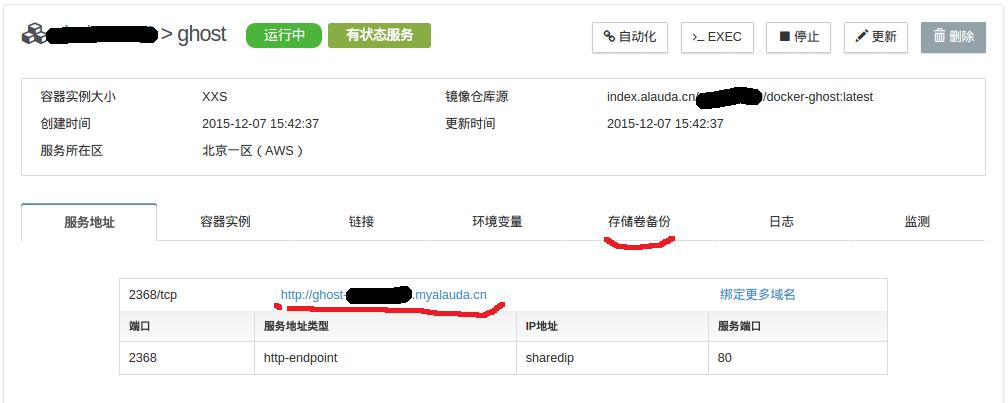 > ghost 运行中 有状态服务 自动化 >_ EXEC 停止 更新 删除
容器实例大小 XXS 镜像仓库源 index.alauda.cn/ /docker-ghost:latest
创建时间 2015-12-07 15:42:37 更新时间 2015-12-07 15:42:37
服务所在区 北京一区（AWS）
服务地址 容器实例 链接 环境变量 存储卷备份 日志 监测
2368/tcp http://ghost- .myalauda.cn 绑定更多域名
端口 服务地址类型 IP地址 服务端口
2368 http-endpoint sharedip 80